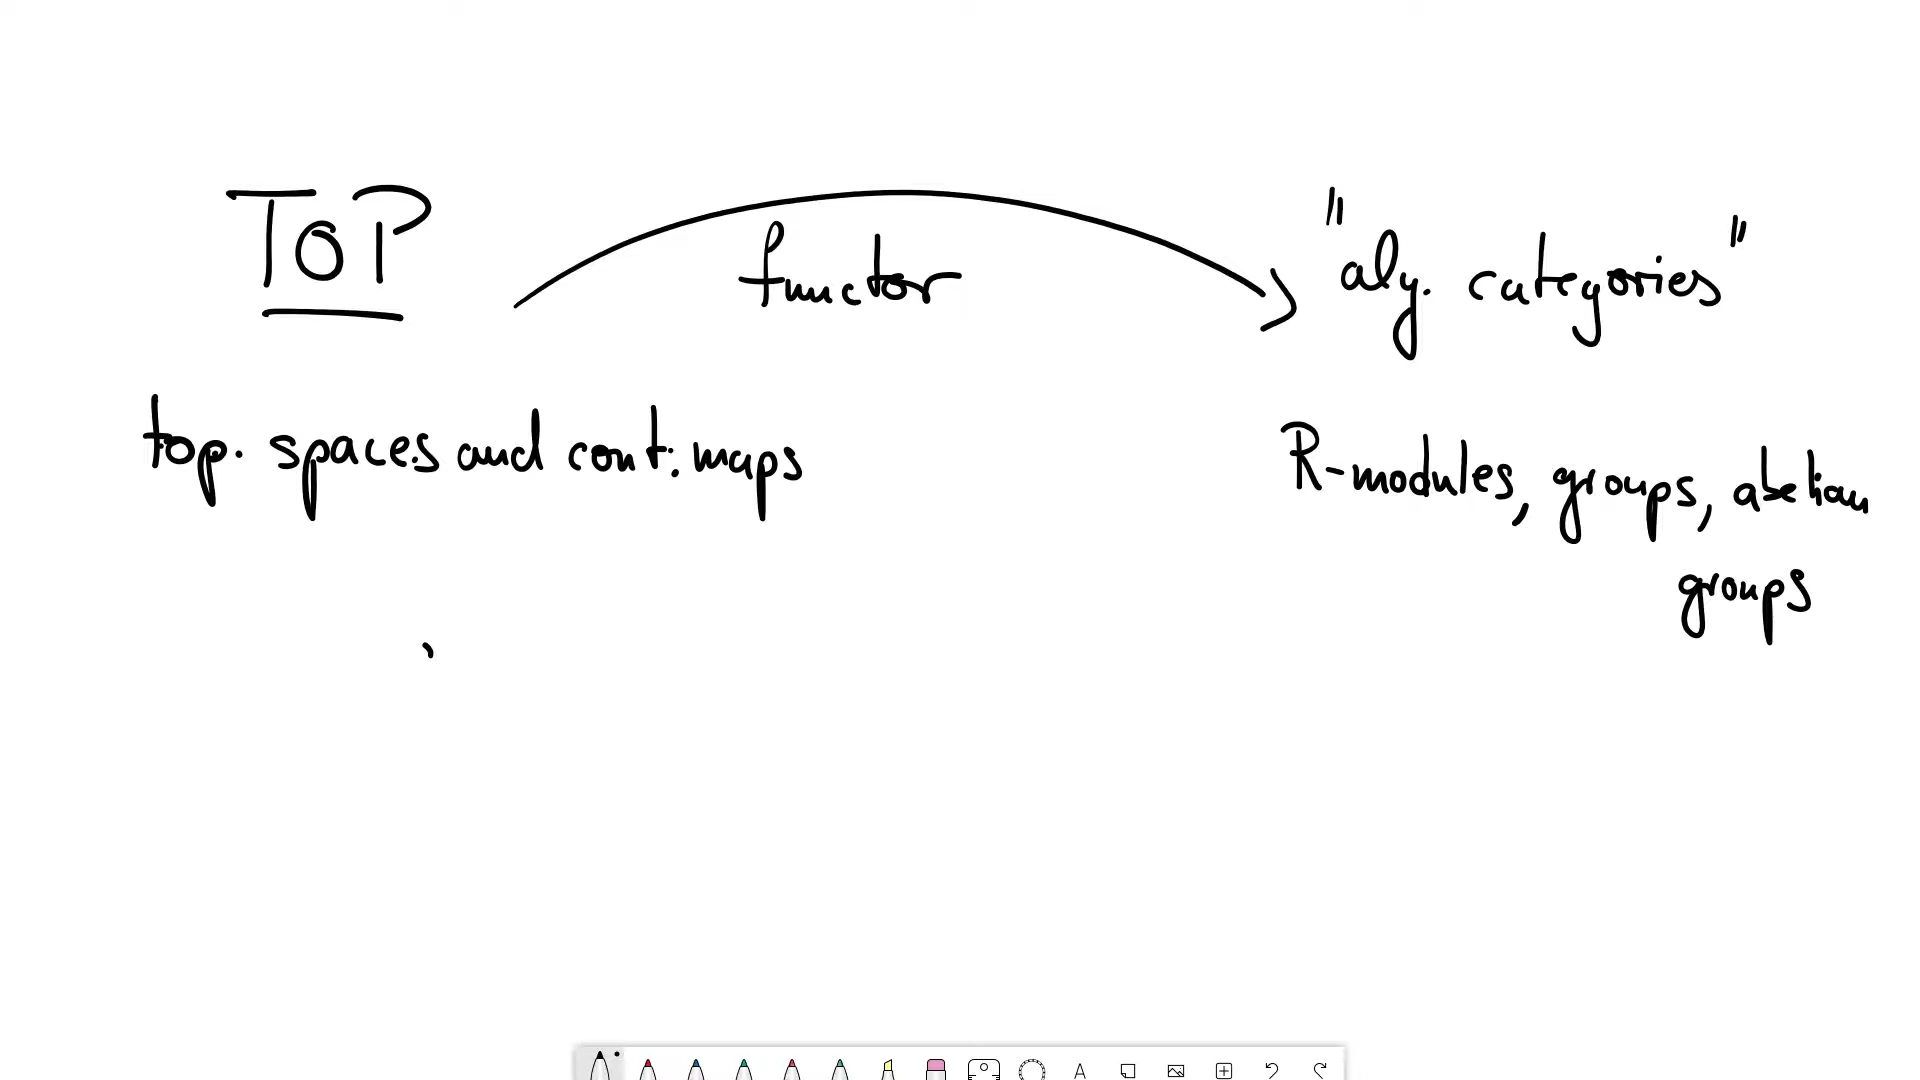 TOP functor "alg. categories"
top. spaces and cont. maps R-modules, groups, abelian
groups